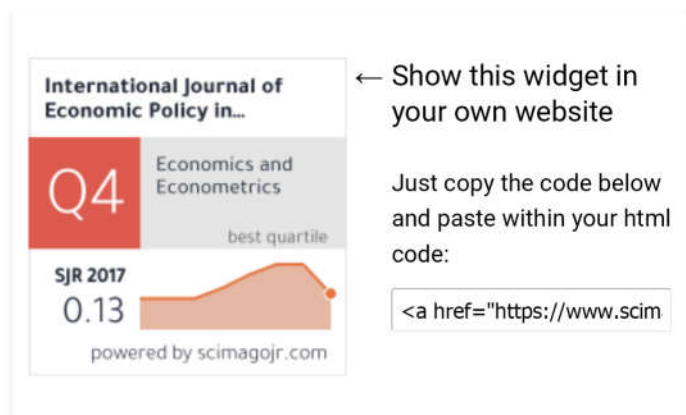 International Journal of
Economic Policy in...
Q4
Economics and
Econometrics
best quartile
SJR 2017
0.13
powered by scimagojr.com
← Show this widget in
your own website
Just copy the code below
and paste within your html
code:
<a href="https://www.scim